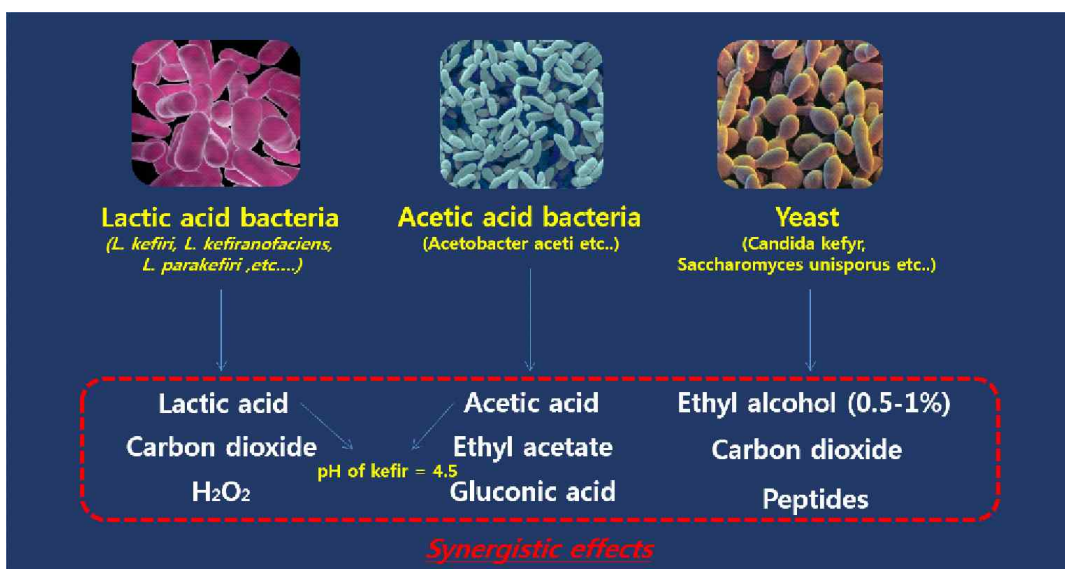 Lactic acid bacteria
(L. kefiri, L. kefiranofaciens,
L. parakefiri ,etc....)
Acetic acid bacteria
(Acetobacter aceti etc..)
Yeast
(Candida kefyr,
Saccharomyces unisporus etc..)
Lactic acid
Carbon dioxide
H₂O₂
pH of kefir = 4.5
Acetic acid
Ethyl acetate
Gluconic acid
Ethyl alcohol (0.5-1%)
Carbon dioxide
Peptides
Synergistic effects